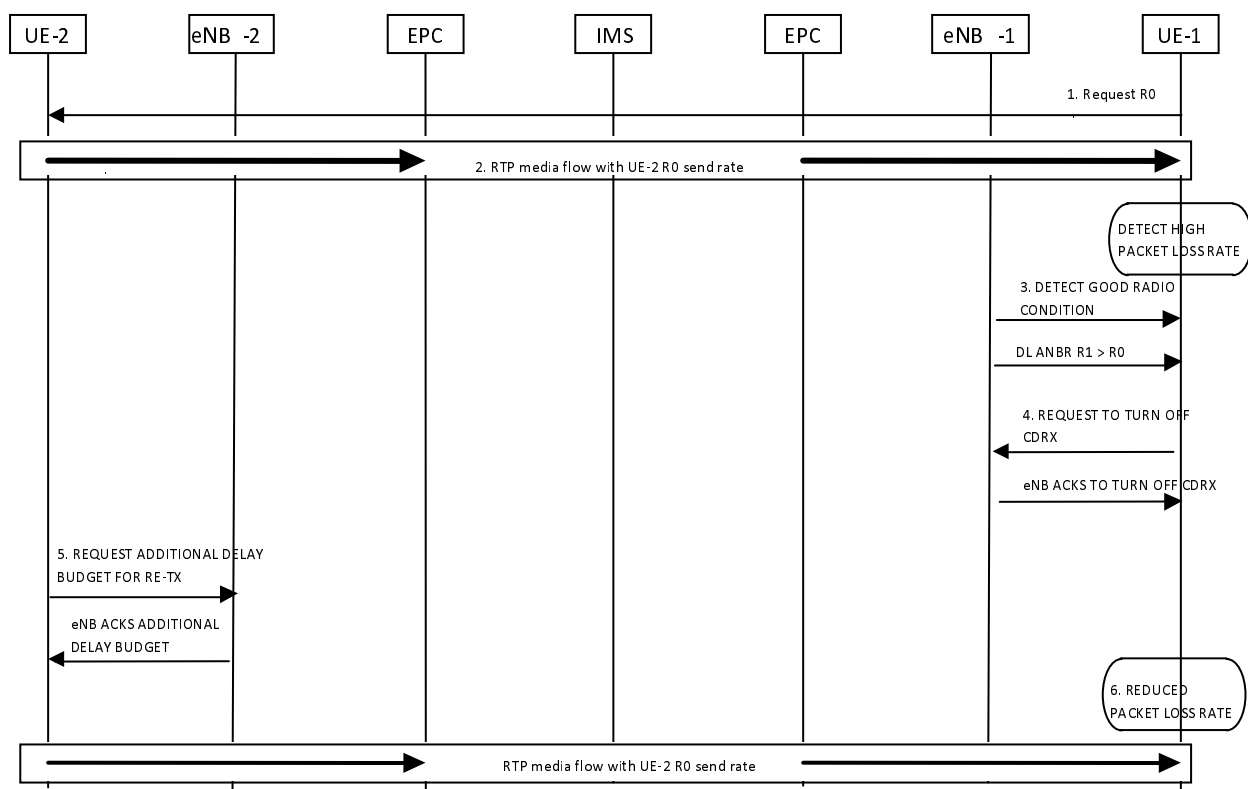 UE-2
eNB -2
EPC
IMS
EPC
eNB -1
UE-1
1. Request R0
2. RTP media flow with UE-2 R0 send rate
DETECT HIGH
PACKET LOSS RATE
3. DETECT GOOD RADIO
CONDITION
DL ANBR R1 > R0
4. REQUEST TO TURN OFF
CDRX
eNB ACKS TO TURN OFF CDRX
5. REQUEST ADDITIONAL DELAY
BUDGET FOR RE-TX
eNB ACKS ADDITIONAL
DELAY BUDGET
6. REDUCED
PACKET LOSS RATE
RTP media flow with UE-2 R0 send rate